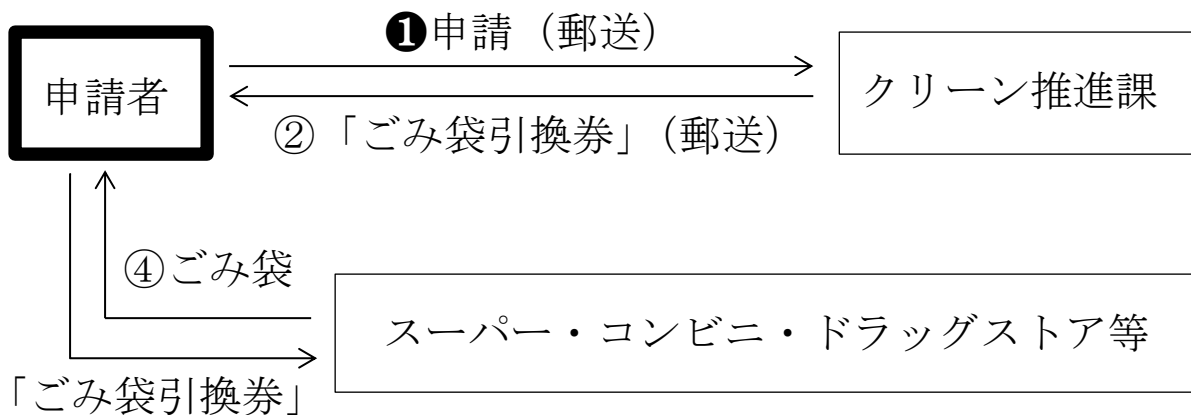 ❶申請（郵送）
申請者
クリーン推進課
②「ごみ袋引換券」（郵送）
④ごみ袋
スーパー・コンビニ・ドラッグストア等
「ごみ袋引換券」